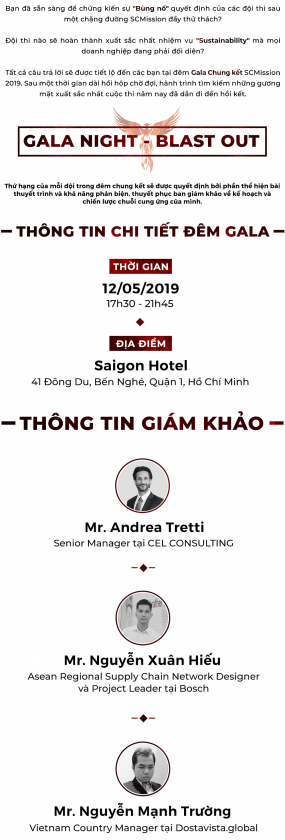 Bạn đã sẵn sàng để chứng kiến sự "Bùng nổ" quyết định của các đội thi sau
một chặng đường SCMission đầy thử thách?
Đội thi nào sẽ hoàn thành xuất sắc nhất nhiệm vụ "Sustainability" mà mọi
doanh nghiệp đang phải đối diện?
Tất cả câu trả lời sẽ được tiết lộ đến các bạn tại đêm Gala Chung kết SCMission
2019. Sau một thời gian dài hồi hộp chờ đợi, hành trình tìm kiếm những gương
mặt xuất sắc nhất cuộc thi năm nay đã dần đi đến hồi kết.
GALA NIGHT - BLAST OUT
Thứ hạng của mỗi đội trong đêm chung kết sẽ được quyết định bởi phần thể hiện bài
thuyết trình và khả năng phản biện, thuyết phục ban giám khảo về kế hoạch và
chiến lược chuỗi cung ứng của mình.
THÔNG TIN CHI TIẾT ĐÊM GALA
THỜI GIAN
12/05/2019
17h30 - 21h45
ĐỊA ĐIỂM
Saigon Hotel
41 Đông Du, Bến Nghé, Quận 1, Hồ Chí Minh
THÔNG TIN GIÁM KHẢO
Mr. Andrea Tretti
Senior Manager tại CEL CONSULTING
Mr. Nguyễn Xuân Hiếu
Asean Regional Supply Chain Network Designer
và Project Leader tại Bosch
Mr. Nguyễn Mạnh Trường
Vietnam Country Manager tại Dostavista.global